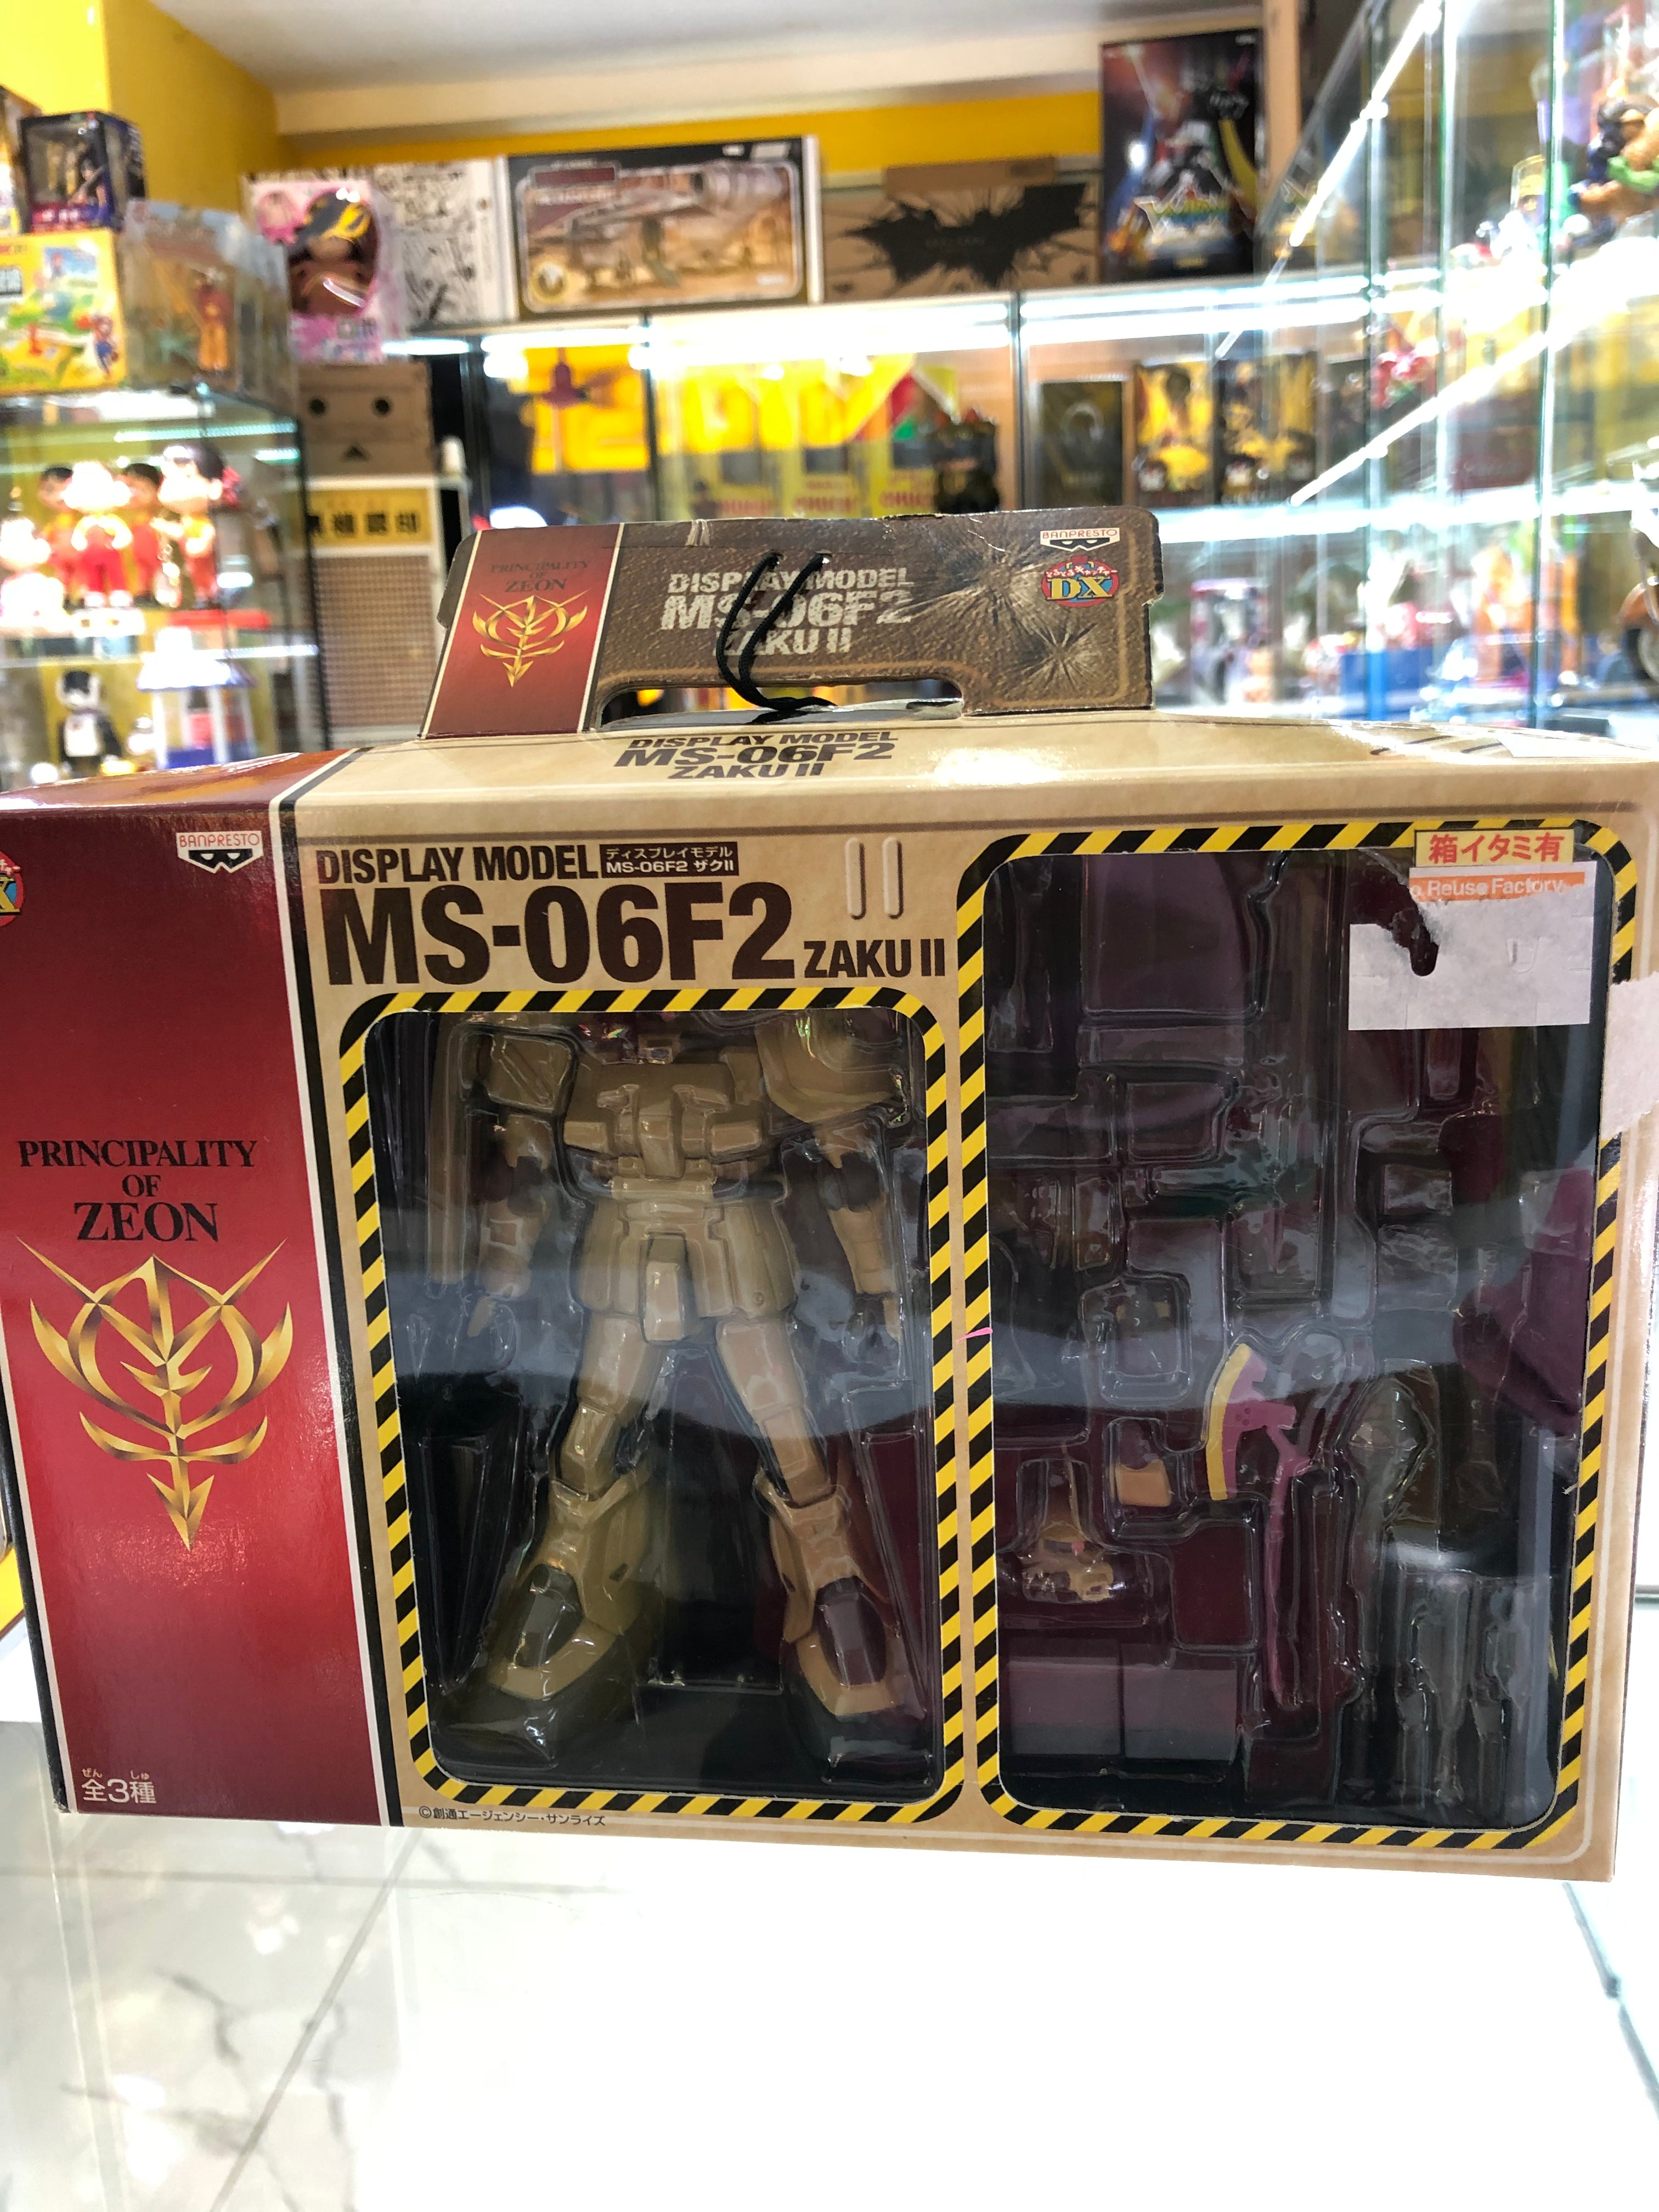 PRINCIPALITY
OF
ZEON
DISPLAY MODEL
MS-06F2
ZAKU II
BANPRESTO
DX
DISPLAY MODEL
MS-06F2
ZAKU II
BANPRESTO
DISPLAY MODEL
ディスプレイモデル
MS-06F2 ザクII
MS-06F2 ZAKU II
箱イタミ有
Reuse Factory
PRINCIPALITY
OF
ZEON
ぜん しゅ
全3種
©創通エージェンシー・サンライズ